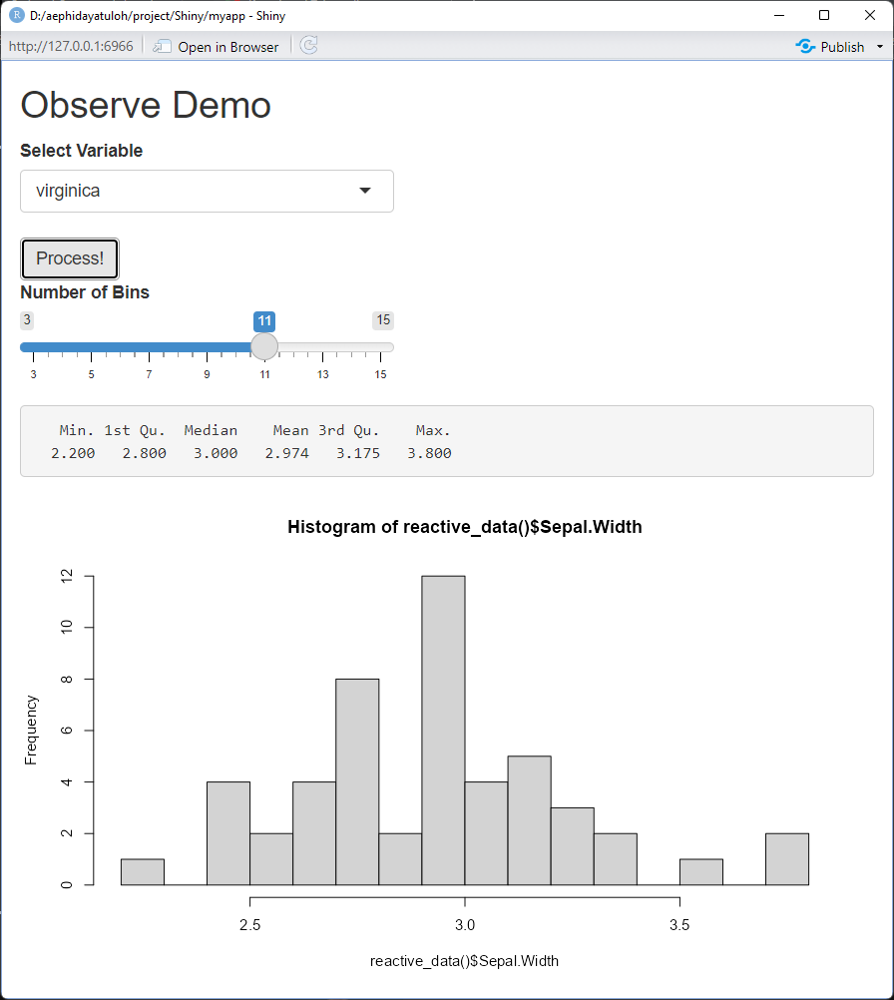 D:/aephidayatuloh/project/Shiny/myapp - Shiny
http://127.0.0.1:6966 Open in Browser Publish
Observe Demo
Select Variable
virginica
Process!
Number of Bins
3 11 15
3 5 7 9 11 13 15
Min. 1st Qu. Median Mean 3rd Qu. Max.
2.200 2.800 3.000 2.974 3.175 3.800
Histogram of reactive_data()$Sepal.Width
12
10
8
6
4
2
0
Frequency
2.5 3.0 3.5
reactive_data()$Sepal.Width